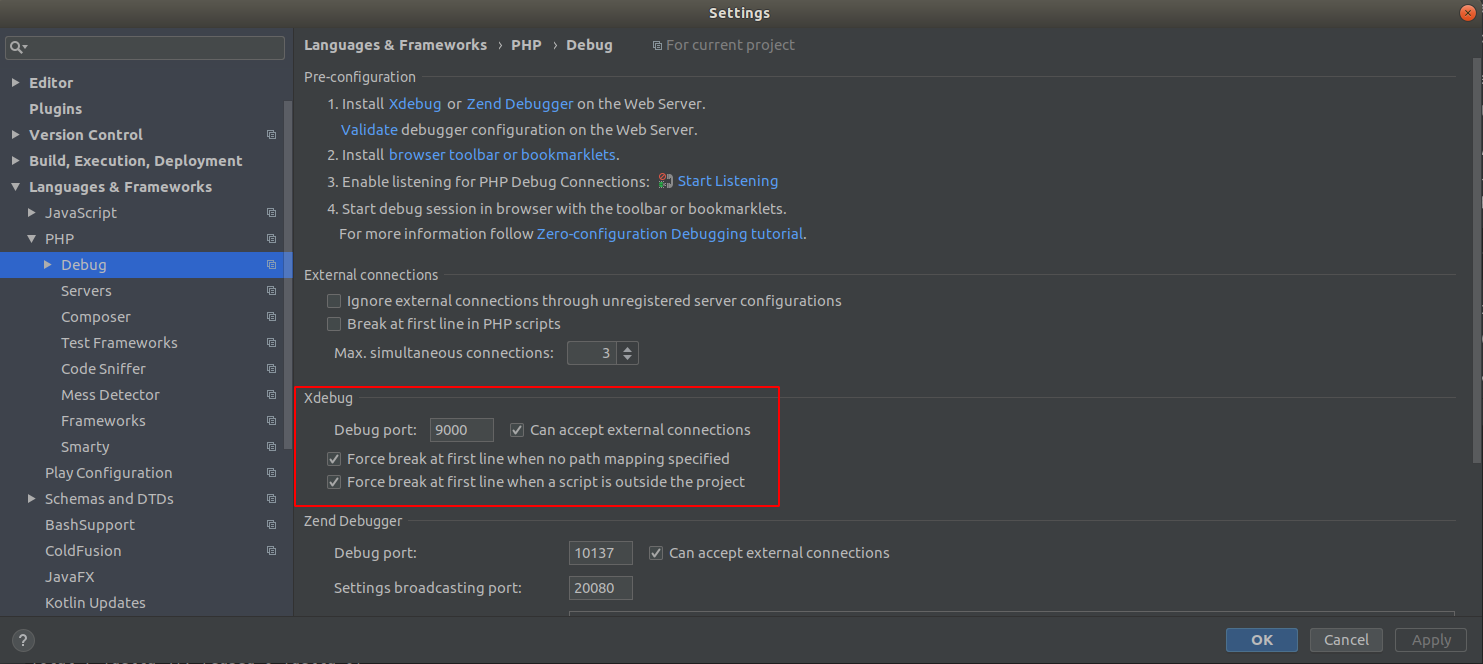 Settings
Languages & Frameworks › PHP › Debug For current project
Editor
Plugins
Version Control
Build, Execution, Deployment
Languages & Frameworks
JavaScript
PHP
Debug
Servers
Composer
Test Frameworks
Code Sniffer
Mess Detector
Frameworks
Smarty
Play Configuration
Schemas and DTDs
BashSupport
ColdFusion
JavaFX
Kotlin Updates
Pre-configuration
1. Install Xdebug or Zend Debugger on the Web Server.
Validate debugger configuration on the Web Server.
2. Install browser toolbar or bookmarklets.
3. Enable listening for PHP Debug Connections: Start Listening
4. Start debug session in browser with the toolbar or bookmarklets.
For more information follow Zero-configuration Debugging tutorial.
External connections
Ignore external connections through unregistered server configurations
Break at first line in PHP scripts
Max. simultaneous connections: 3
Xdebug
Debug port: 9000 Can accept external connections
Force break at first line when no path mapping specified
Force break at first line when a script is outside the project
Zend Debugger
Debug port: 10137 Can accept external connections
Settings broadcasting port: 20080
? OK Cancel Apply